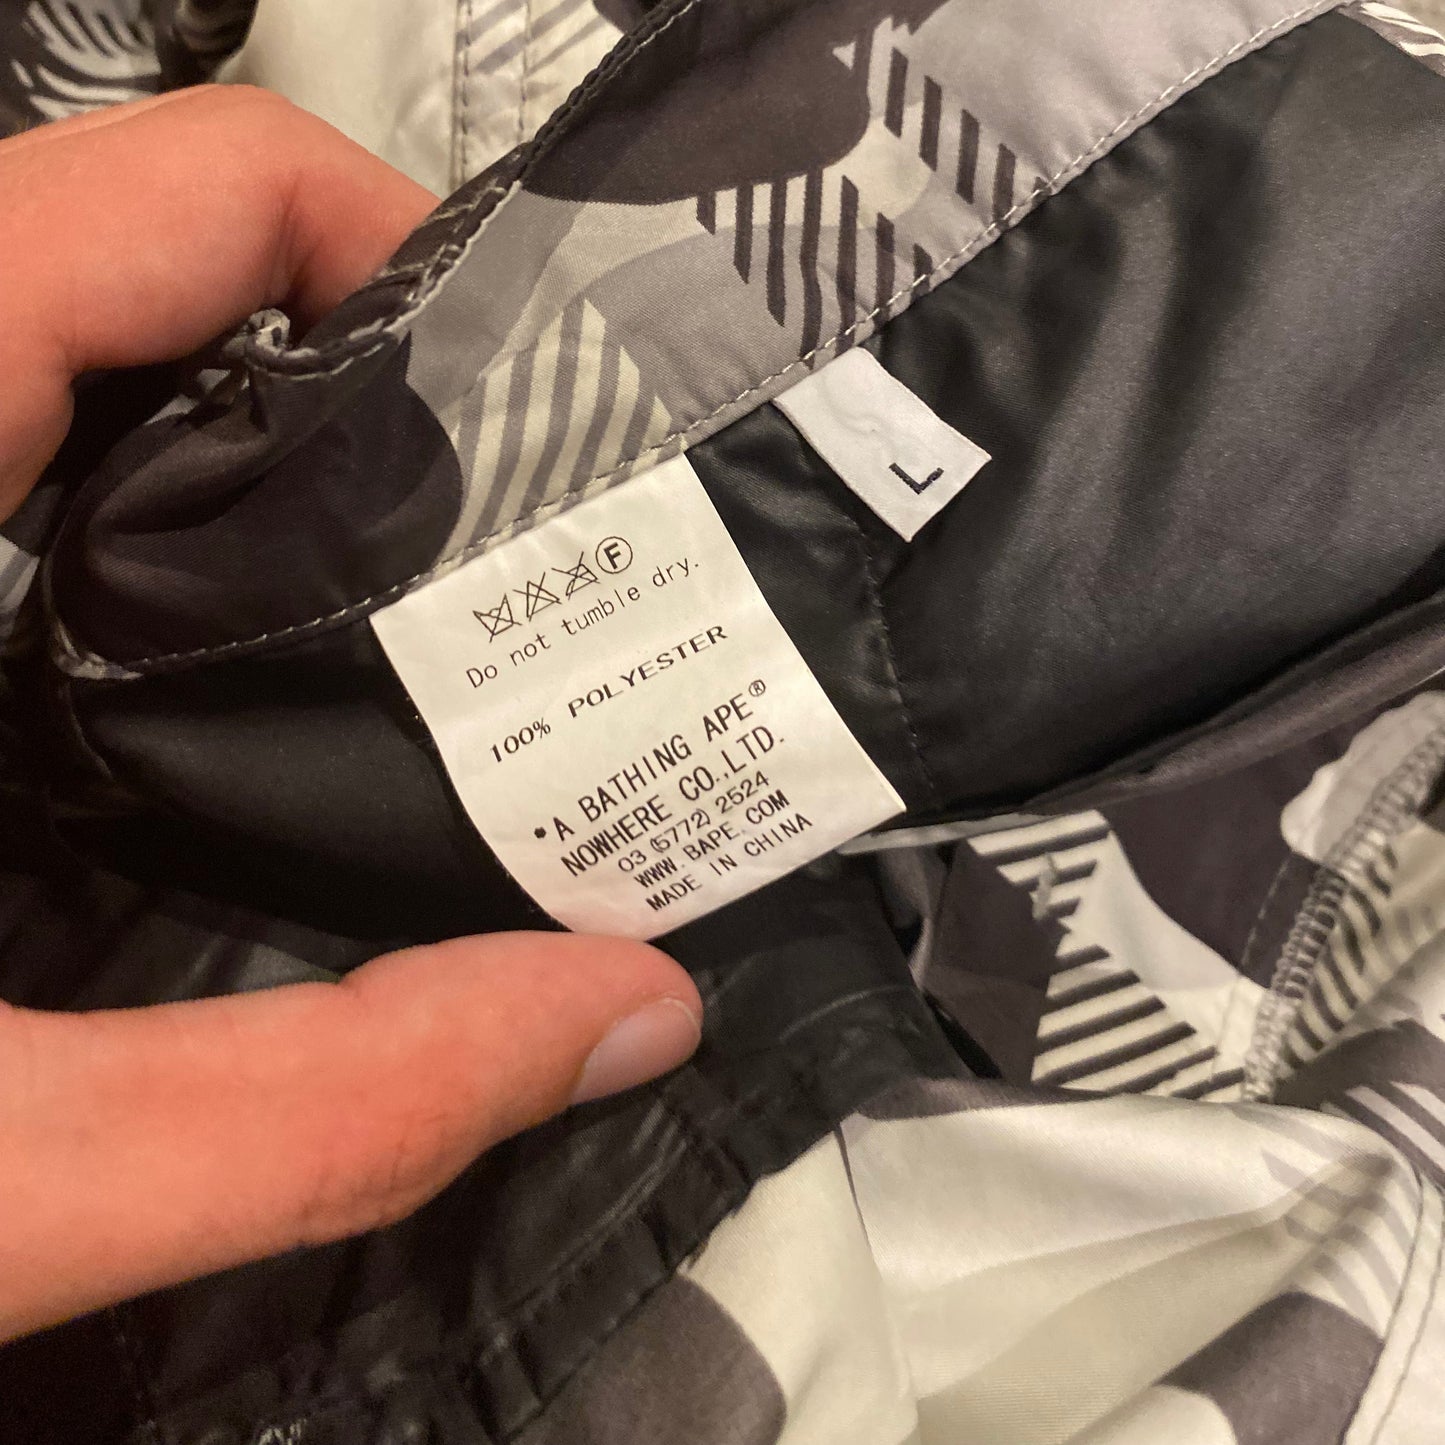 L
F
Do not tumble dry.
100% POLYESTER
•A BATHING APE®
NOWHERE CO.,LTD.
03 (5772) 2524
WWW.BAPE.COM
MADE IN CHINA